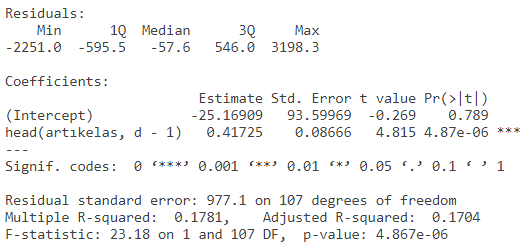 Residuals:
    Min      1Q  Median      3Q     Max
-2251.0  -595.5   -57.6   546.0  3198.3
Coefficients:
                     Estimate Std. Error t value Pr(>|t|)
(Intercept)         -25.16909   93.59969  -0.269    0.789
head(artıkelas, d - 1)   0.41725    0.08666   4.815 4.87e-06 ***
---
Signif. codes:  0 ‘***’ 0.001 ‘**’ 0.01 ‘*’ 0.05 ‘.’ 0.1 ‘ ’ 1
Residual standard error: 977.1 on 107 degrees of freedom
Multiple R-squared:  0.1781,    Adjusted R-squared:  0.1704
F-statistic: 23.18 on 1 and 107 DF,  p-value: 4.867e-06